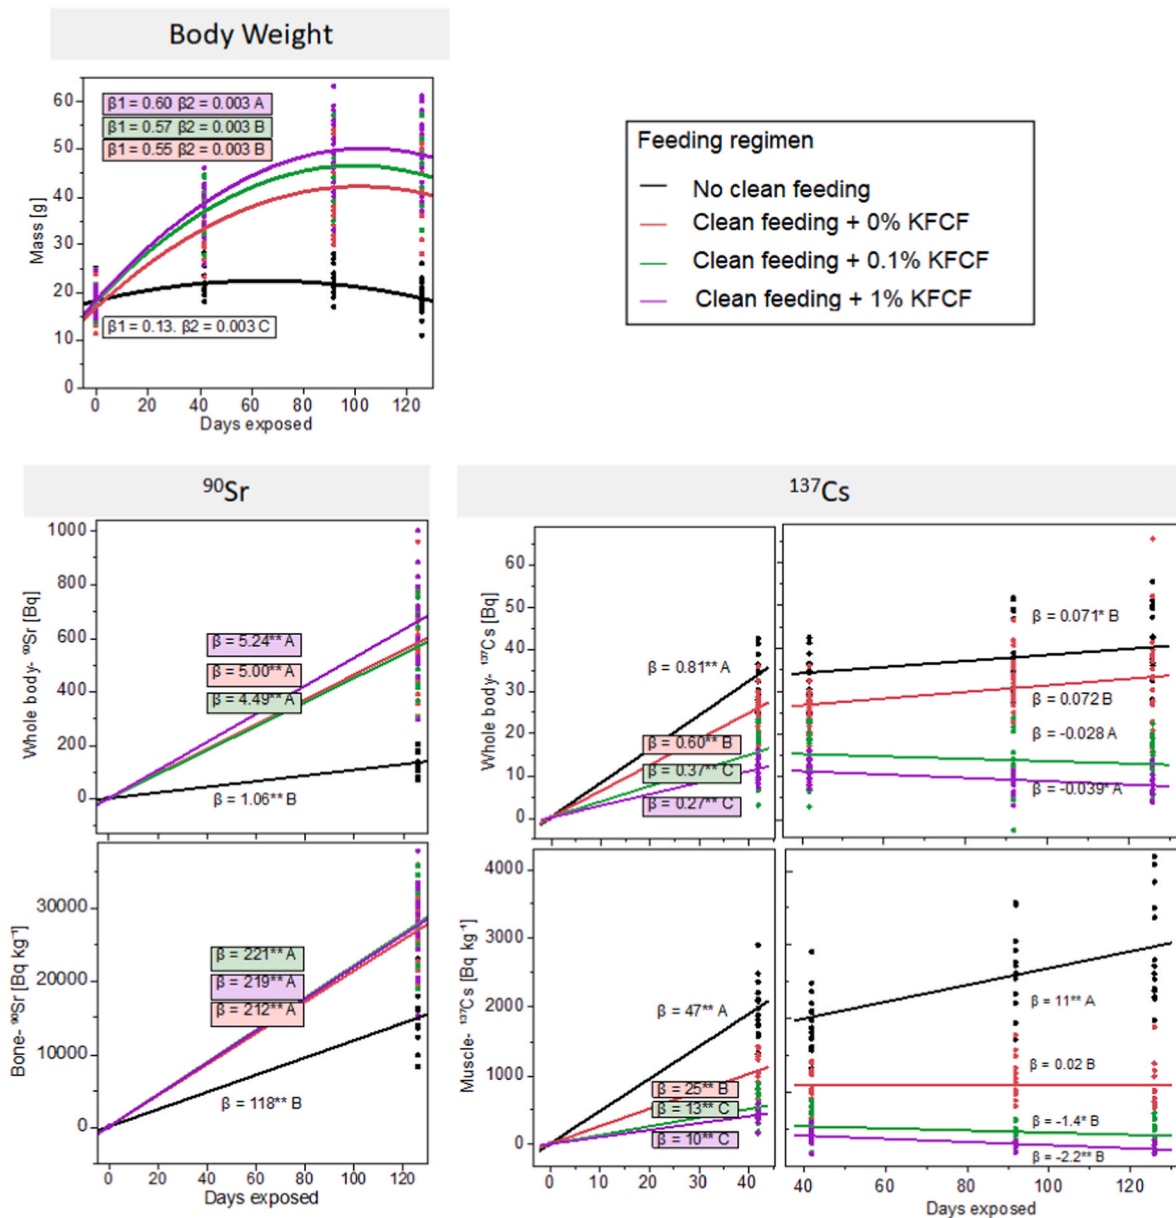 Body Weight
Mass [g]
60
50
40
30
20
10
0
β1 = 0.60 β2 = 0.003 A
β1 = 0.57 β2 = 0.003 B
β1 = 0.55 β2 = 0.003 B
β1 = 0.13. β2 = 0.003 C
0 20 40 60 80 100 120
Days exposed
Feeding regimen
No clean feeding
Clean feeding + 0% KFCF
Clean feeding + 0.1% KFCF
Clean feeding + 1% KFCF
⁹⁰Sr
Whole body- ⁹⁰Sr [Bq]
1000
800
600
400
200
0
β = 5.24** A
β = 5.00** A
β = 4.49** A
β = 1.06** B
Bone- ⁹⁰Sr [Bq kg⁻¹]
30000
20000
10000
0
β = 221** A
β = 219** A
β = 212** A
β = 118** B
0 20 40 60 80 100 120
Days exposed
¹³⁷Cs
Whole body- ¹³⁷Cs [Bq]
60
50
40
30
20
10
0
β = 0.81** A
β = 0.60** B
β = 0.37** C
β = 0.27** C
β = 0.071* B
β = 0.072 B
β = -0.028 A
β = -0.039* A
Muscle- ¹³⁷Cs [Bq kg⁻¹]
4000
3000
2000
1000
0
β = 47** A
β = 25** B
β = 13** C
β = 10** C
0 10 20 30 40
β = 11** A
β = 0.02 B
β = -1.4* B
β = -2.2** B
40 60 80 100 120
Days exposed